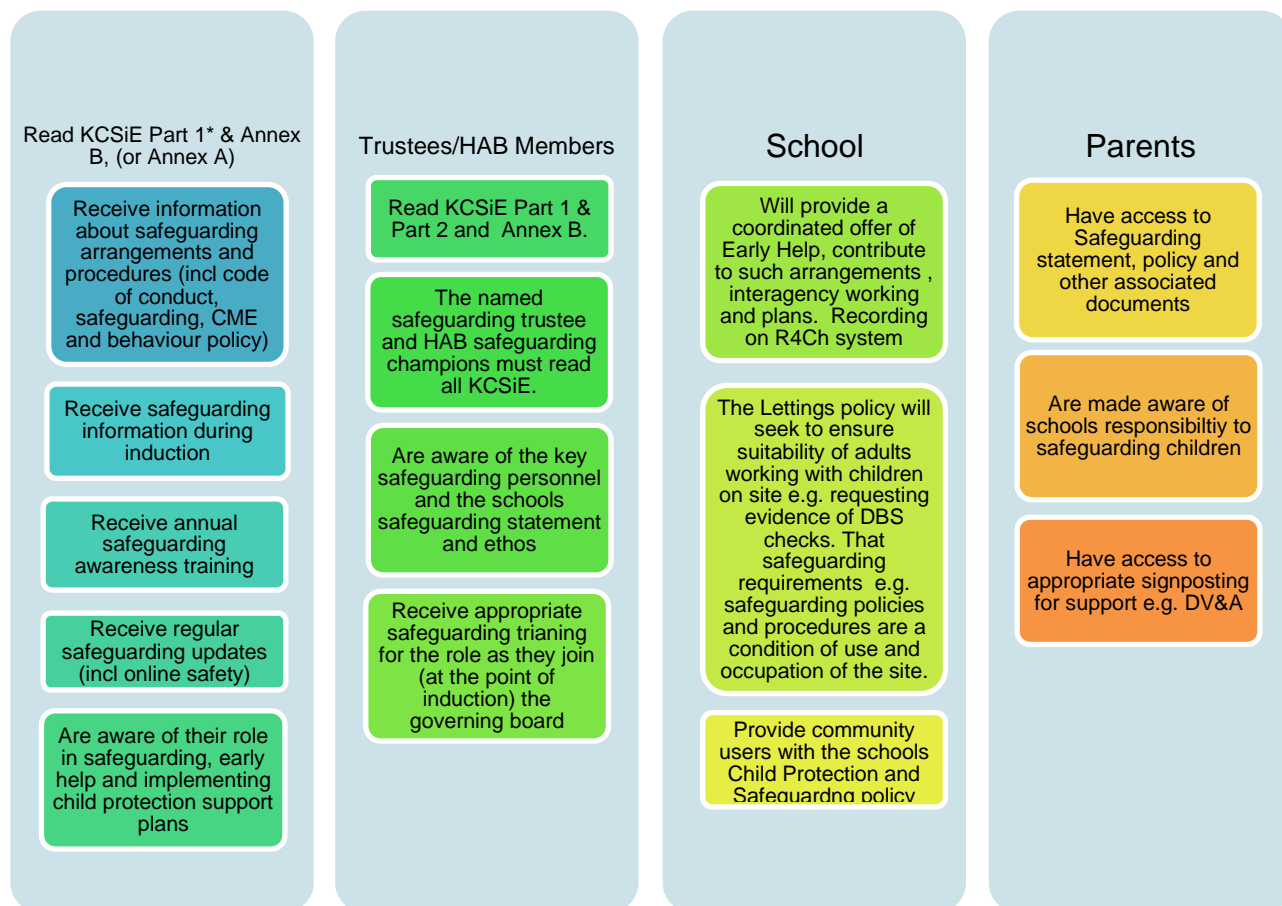 Read KCSiE Part 1* & Annex
B, (or Annex A)
Receive information
about safeguarding
arrangements and
procedures (incl code
of conduct,
safeguarding, CME
and behaviour policy)
Receive safeguarding
information during
induction
Receive annual
safeguarding
awareness training
Receive regular
safeguarding updates
(incl online safety)
Are aware of their role
in safeguarding, early
help and implementing
child protection support
plans
Trustees/HAB Members
Read KCSiE Part 1 &
Part 2 and Annex B.
The named
safeguarding trustee
and HAB safeguarding
champions must read
all KCSiE.
Are aware of the key
safeguarding personnel
and the schools
safeguarding statement
and ethos
Receive appropriate
safeguarding trianing
for the role as they join
(at the point of
induction) the
governing board
School
Will provide a
coordinated offer of
Early Help, contribute
to such arrangements ,
interagency working
and plans. Recording
on R4Ch system
The Lettings policy will
seek to ensure
suitability of adults
working with children
on site e.g. requesting
evidence of DBS
checks. That
safeguarding
requirements e.g.
safeguarding policies
and procedures are a
condition of use and
occupation of the site.
Provide community
users with the schools
Child Protection and
Safeguardng policy
Parents
Have access to
Safeguarding
statement, policy and
other associated
documents
Are made aware of
schools responsibiltiy to
safeguarding children
Have access to
appropriate signposting
for support e.g. DV&A